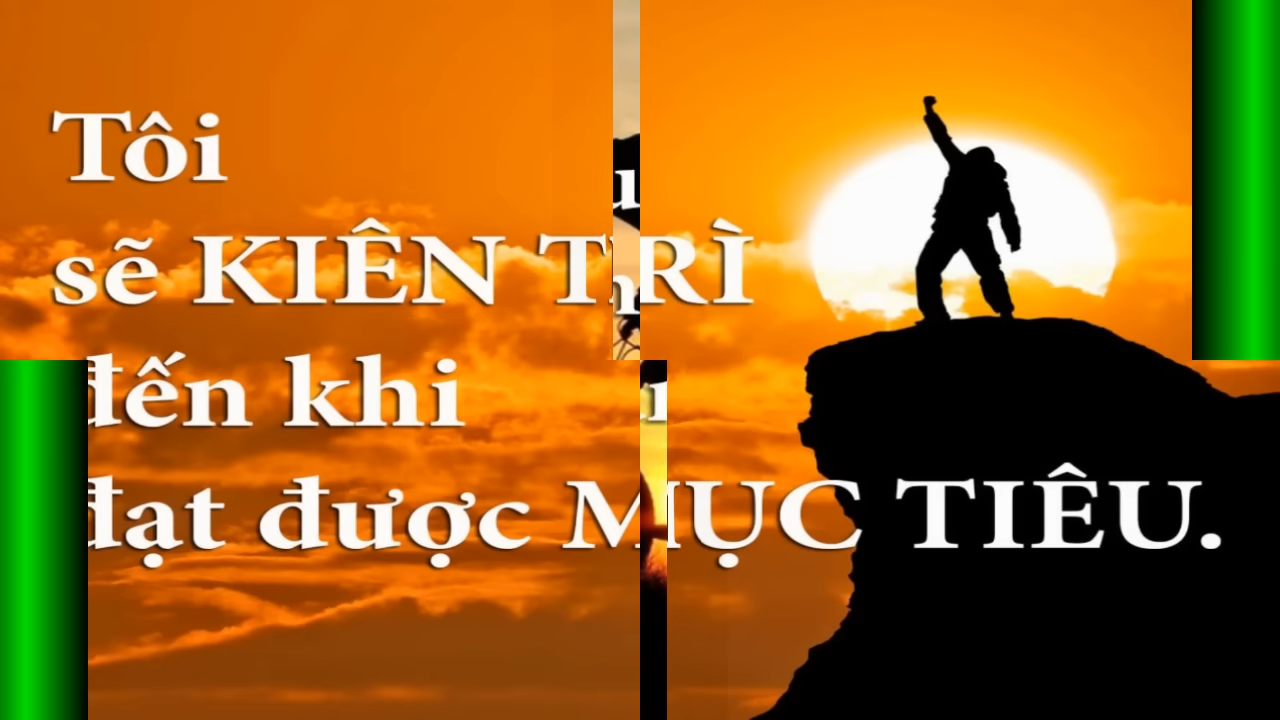 Tôi
sẽ KIÊN TRÌ
đến khi
đạt được MỤC TIÊU.